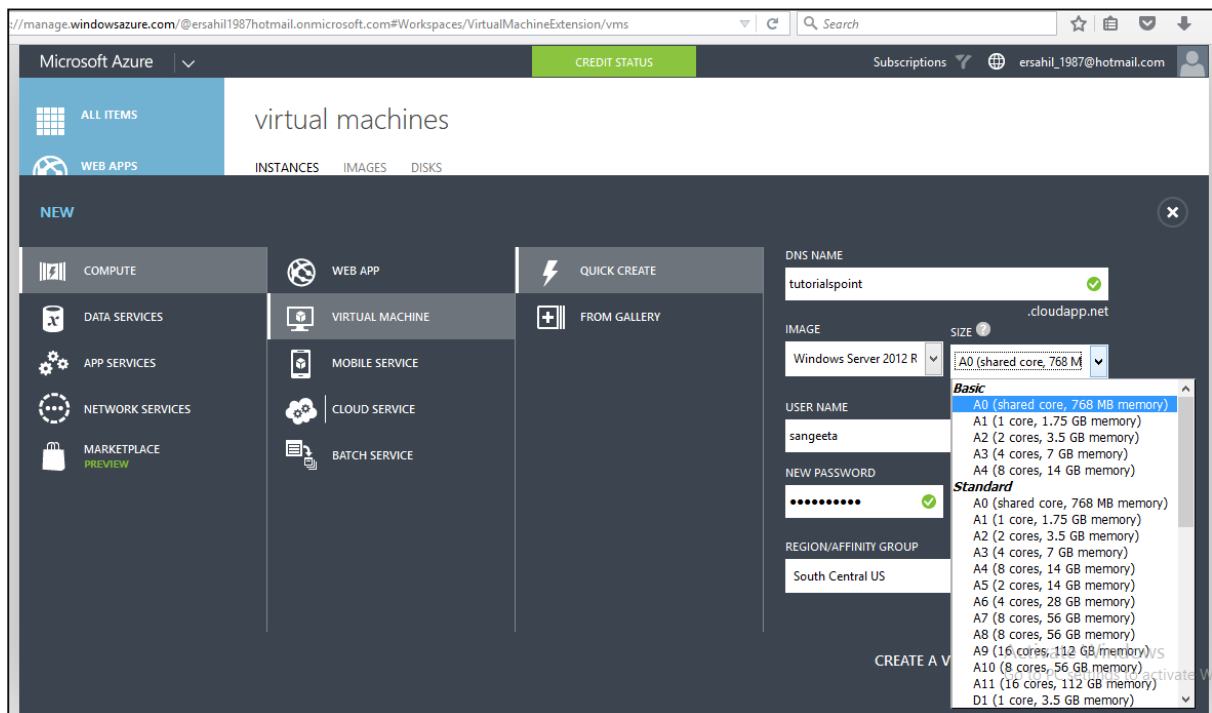 ://manage.windowsazure.com/@ersahil1987hotmail.onmicrosoft.com#Workspaces/VirtualMachineExtension/vms
Search
Microsoft Azure
CREDIT STATUS
Subscriptions
ersahil_1987@hotmail.com
ALL ITEMS
WEB APPS
virtual machines
INSTANCES IMAGES DISKS
NEW
COMPUTE
DATA SERVICES
APP SERVICES
NETWORK SERVICES
MARKETPLACE
PREVIEW
WEB APP
VIRTUAL MACHINE
MOBILE SERVICE
CLOUD SERVICE
BATCH SERVICE
QUICK CREATE
FROM GALLERY
DNS NAME
tutorialspoint
.cloudapp.net
IMAGE
Windows Server 2012 R
SIZE ?
A0 (shared core, 768 M
USER NAME
sangeeta
NEW PASSWORD
●●●●●●●●●●
REGION/AFFINITY GROUP
South Central US
Basic
A0 (shared core, 768 MB memory)
A1 (1 core, 1.75 GB memory)
A2 (2 cores, 3.5 GB memory)
A3 (4 cores, 7 GB memory)
A4 (8 cores, 14 GB memory)
Standard
A0 (shared core, 768 MB memory)
A1 (1 core, 1.75 GB memory)
A2 (2 cores, 3.5 GB memory)
A3 (4 cores, 7 GB memory)
A4 (8 cores, 14 GB memory)
A5 (2 cores, 14 GB memory)
A6 (4 cores, 28 GB memory)
A7 (8 cores, 56 GB memory)
A8 (8 cores, 56 GB memory)
A9 (16 cores, 112 GB memory)
A10 (8 cores, 56 GB memory)
A11 (16 cores, 112 GB memory)
D1 (1 core, 3.5 GB memory)
CREATE A V
Activate Windows
Go to PC settings to activate W